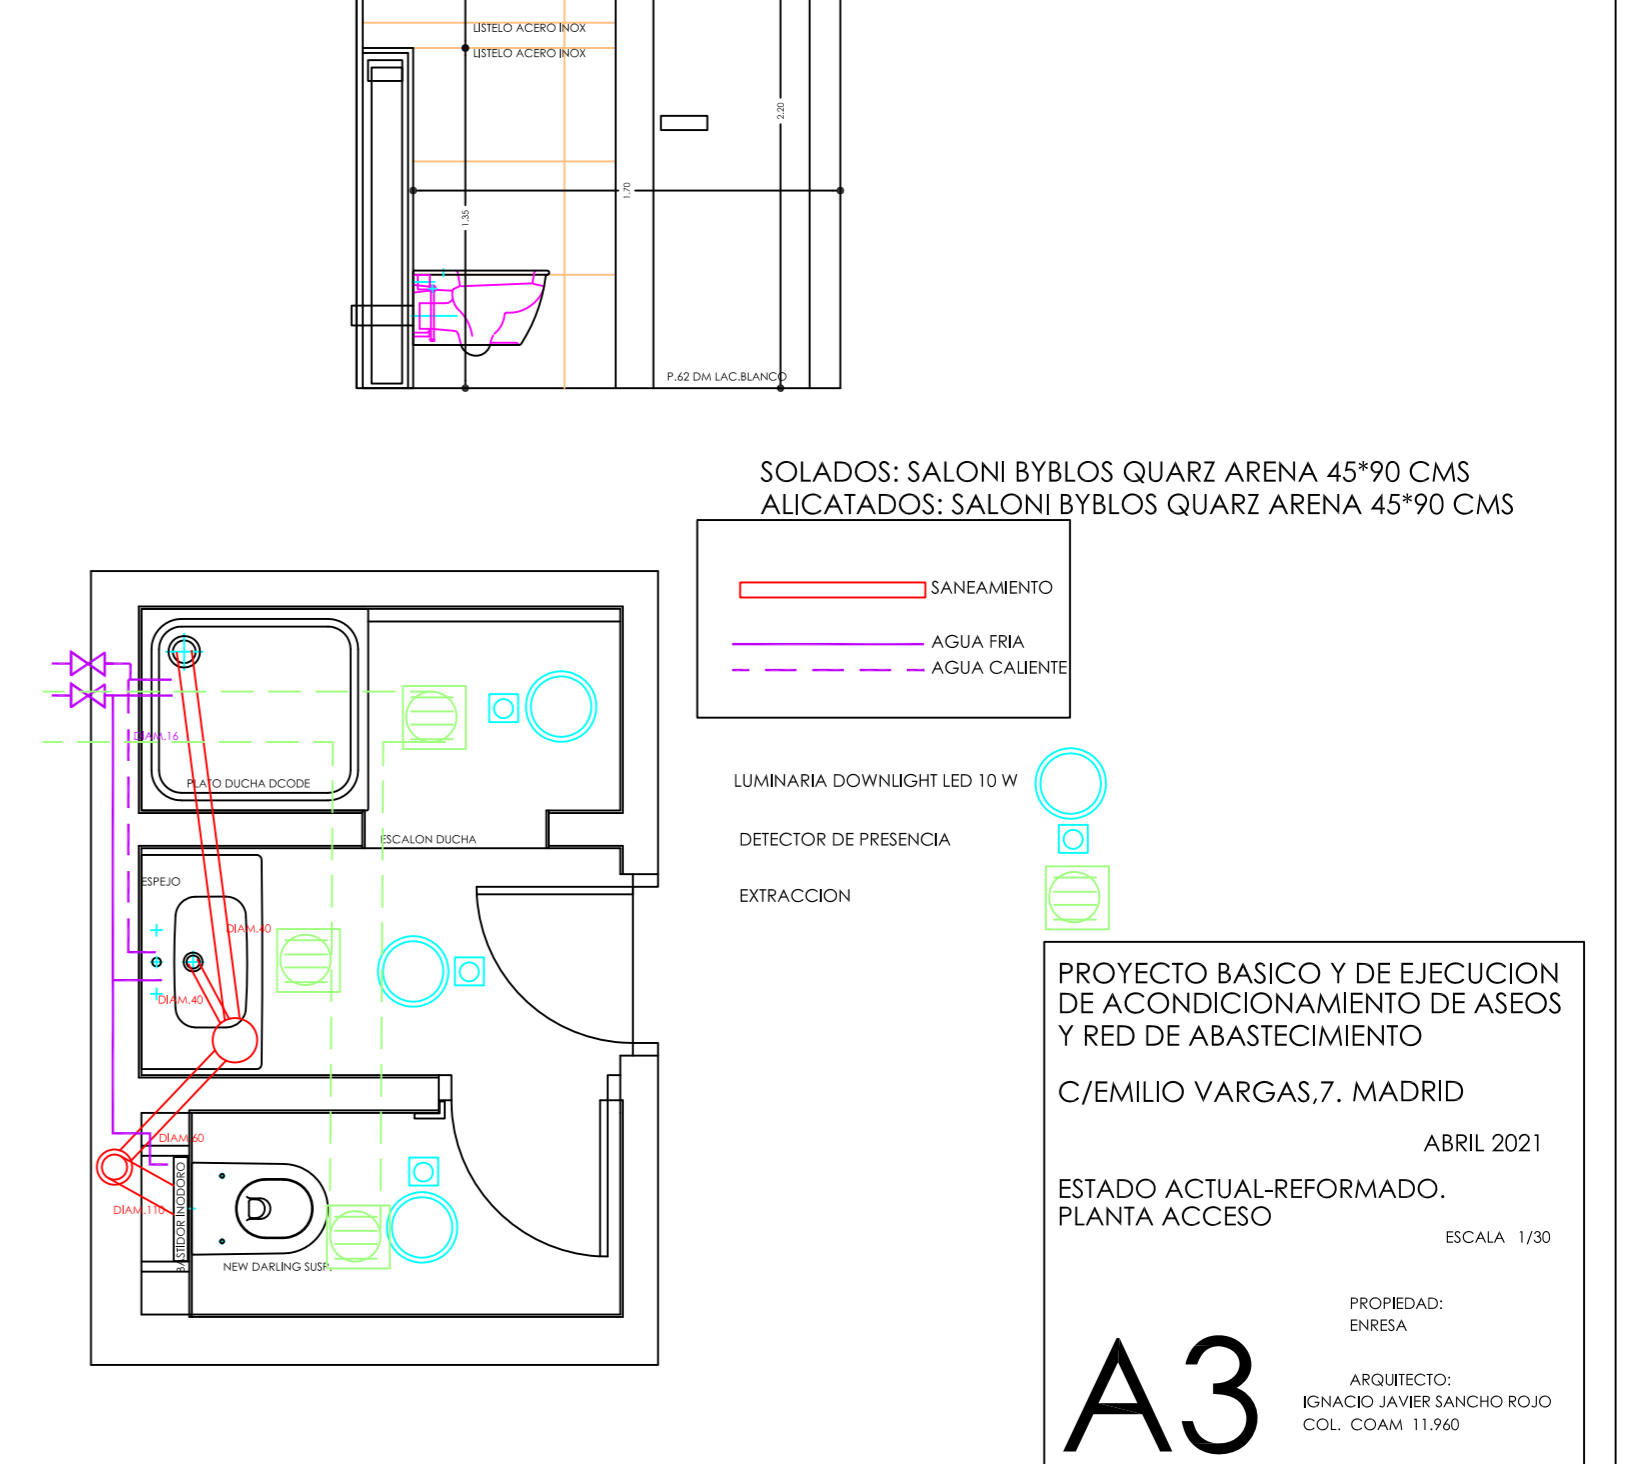 LISTELO ACERO INOX
LISTELO ACERO INOX
2.20
1.70
1.35
P.62 DM LAC.BLANCO
SOLADOS: SALONI BYBLOS QUARZ ARENA 45*90 CMS
ALICATADOS: SALONI BYBLOS QUARZ ARENA 45*90 CMS
SANEAMIENTO
AGUA FRIA
AGUA CALIENTE
DIAM.16
PLATO DUCHA DCODE
ESCALON DUCHA
ESPEJO
DIAM.40
DIAM.40
DIAM.60
DIAM.110
BASTIDOR INODORO
NEW DARLING SUSP.
LUMINARIA DOWNLIGHT LED 10 W
DETECTOR DE PRESENCIA
EXTRACCION
PROYECTO BASICO Y DE EJECUCION
DE ACONDICIONAMIENTO DE ASEOS
Y RED DE ABASTECIMIENTO
C/EMILIO VARGAS,7. MADRID
ABRIL 2021
ESTADO ACTUAL-REFORMADO.
PLANTA ACCESO
ESCALA 1/30
PROPIEDAD:
ENRESA
A3
ARQUITECTO:
IGNACIO JAVIER SANCHO ROJO
COL. COAM 11.960